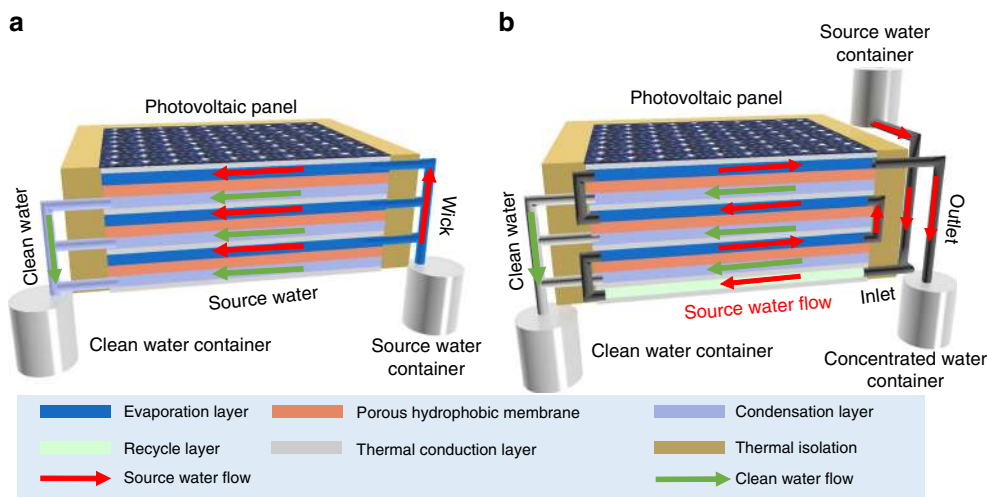 a
Photovoltaic panel
Clean water
Wick
Source water
Clean water container
Source water
container
b
Source water
container
Photovoltaic panel
Clean water
Outlet
Inlet
Source water flow
Clean water container
Concentrated water
container
Evaporation layer
Porous hydrophobic membrane
Condensation layer
Recycle layer
Thermal conduction layer
Thermal isolation
Source water flow
Clean water flow